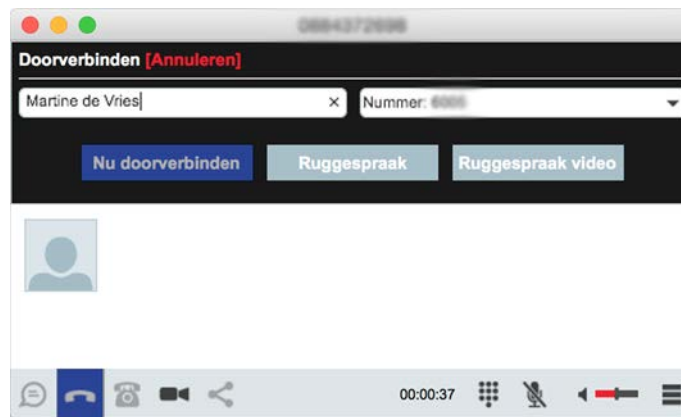 Doorverbinden [Annuleren]
Martine de Vries × Nummer:
Nu doorverbinden Ruggespraak Ruggespraak video
00:00:37